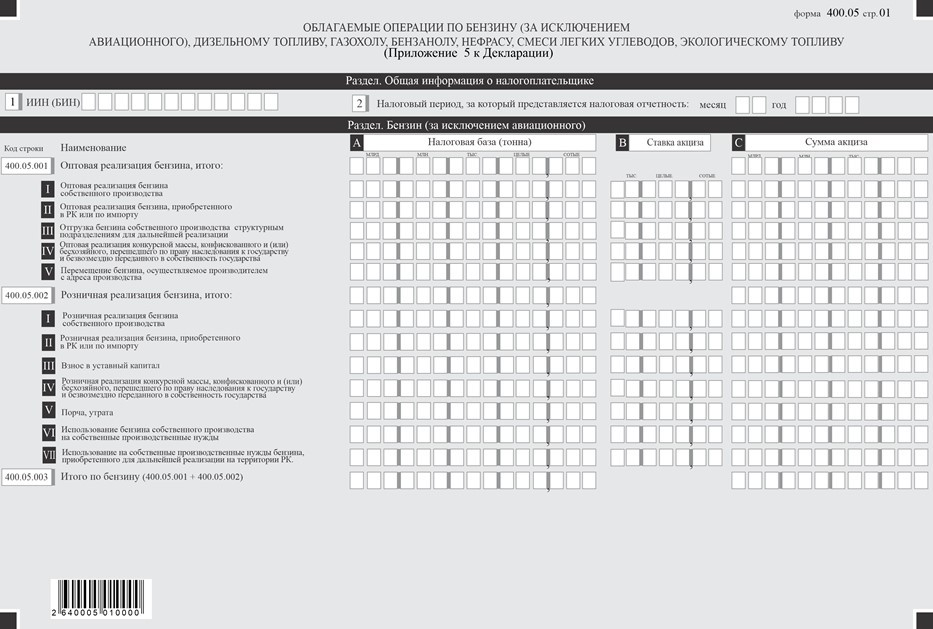 форма 400.05 стр. 01
ОБЛАГАЕМЫЕ ОПЕРАЦИИ ПО БЕНЗИНУ (ЗА ИСКЛЮЧЕНИЕМ
АВИАЦИОННОГО), ДИЗЕЛЬНОМУ ТОПЛИВУ, ГАЗОХОЛУ, БЕНЗАНОЛУ, НЕФРАСУ, СМЕСИ ЛЕГКИХ УГЛЕВОДОВ, ЭКОЛОГИЧЕСКОМУ ТОПЛИВУ
(Приложение 5 к Декларации)
Раздел. Общая информация о налогоплательщике
1 ИИН (БИН) 2 Налоговый период, за который представляется налоговая отчетность: месяц год
Раздел. Бензин (за исключением авиационного)
Код строки Наименование A Налоговая база (тонна) B Ставка акциза C Сумма акциза
МЛРД МЛН ТЫС ЦЕЛЫЕ СОТЫЕ МЛРД МЛН ТЫС
400.05.001 Оптовая реализация бензина, итого:
ТЫС ЦЕЛЫЕ СОТЫЕ
I Оптовая реализация бензина
собственного производства
II Оптовая реализация бензина, приобретенного
в РК или по импорту
III Отгрузка бензина собственного производства структурным
подразделениям для дальнейшей реализации
IV Оптовая реализация конкурсной массы, конфискованного и (или)
бесхозяйного, перешедшего по праву наследования к государству
и безвозмездно переданного в собственность государства
V Перемещение бензина, осуществляемое производителем
с адреса производства
400.05.002 Розничная реализация бензина, итого:
I Розничная реализация бензина
собственного производства
II Розничная реализация бензина, приобретенного
в РК или по импорту
III Взнос в уставный капитал
IV Розничная реализация конкурсной массы, конфискованного и (или)
бесхозяйного, перешедшего по праву наследования к государству
и безвозмездно переданного в собственность государства
V Порча, утрата
VI Использование бензина собственного производства
на собственные производственные нужды
VII Использование на собственные производственные нужды бензина,
приобретенного для дальнейшей реализации на территории РК.
400.05.003 Итого по бензину (400.05.001 + 400.05.002)
2 640005 010000